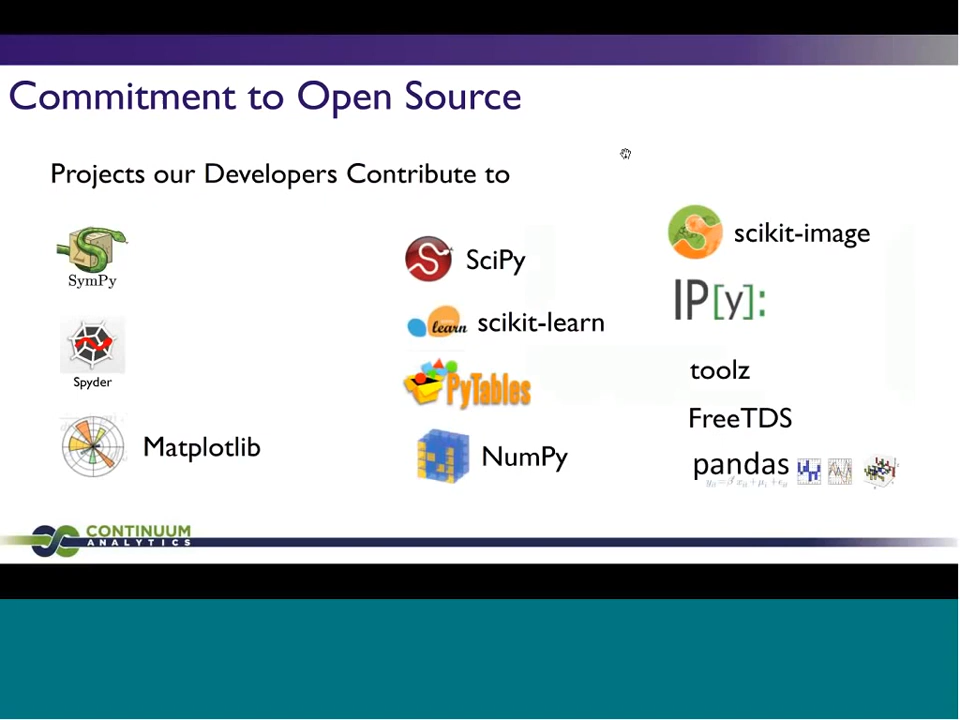 Commitment to Open Source
Projects our Developers Contribute to
SymPy
Spyder
Matplotlib
SciPy
learn scikit-learn
PyTables
NumPy
scikit-image
IP[y]:
toolz
FreeTDS
pandas
CONTINUUM
ANALYTICS